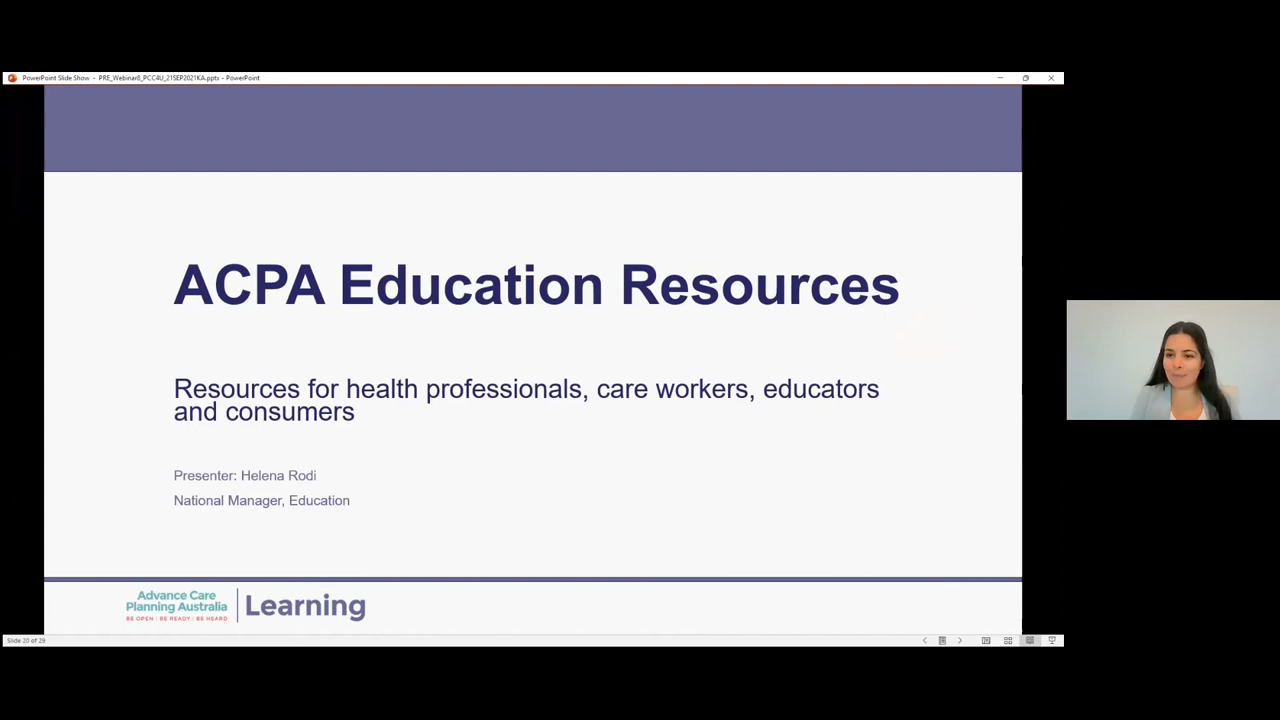 PowerPoint Slide Show - PRE_Webinar8_PCC4U_21SEP2021KA.pptx - PowerPoint
ACPA Education Resources
Resources for health professionals, care workers, educators
and consumers
Presenter: Helena Rodi
National Manager, Education
Advance Care
Planning Australia
BE OPEN | BE READY | BE HEARD
Learning
Slide 20 of 29